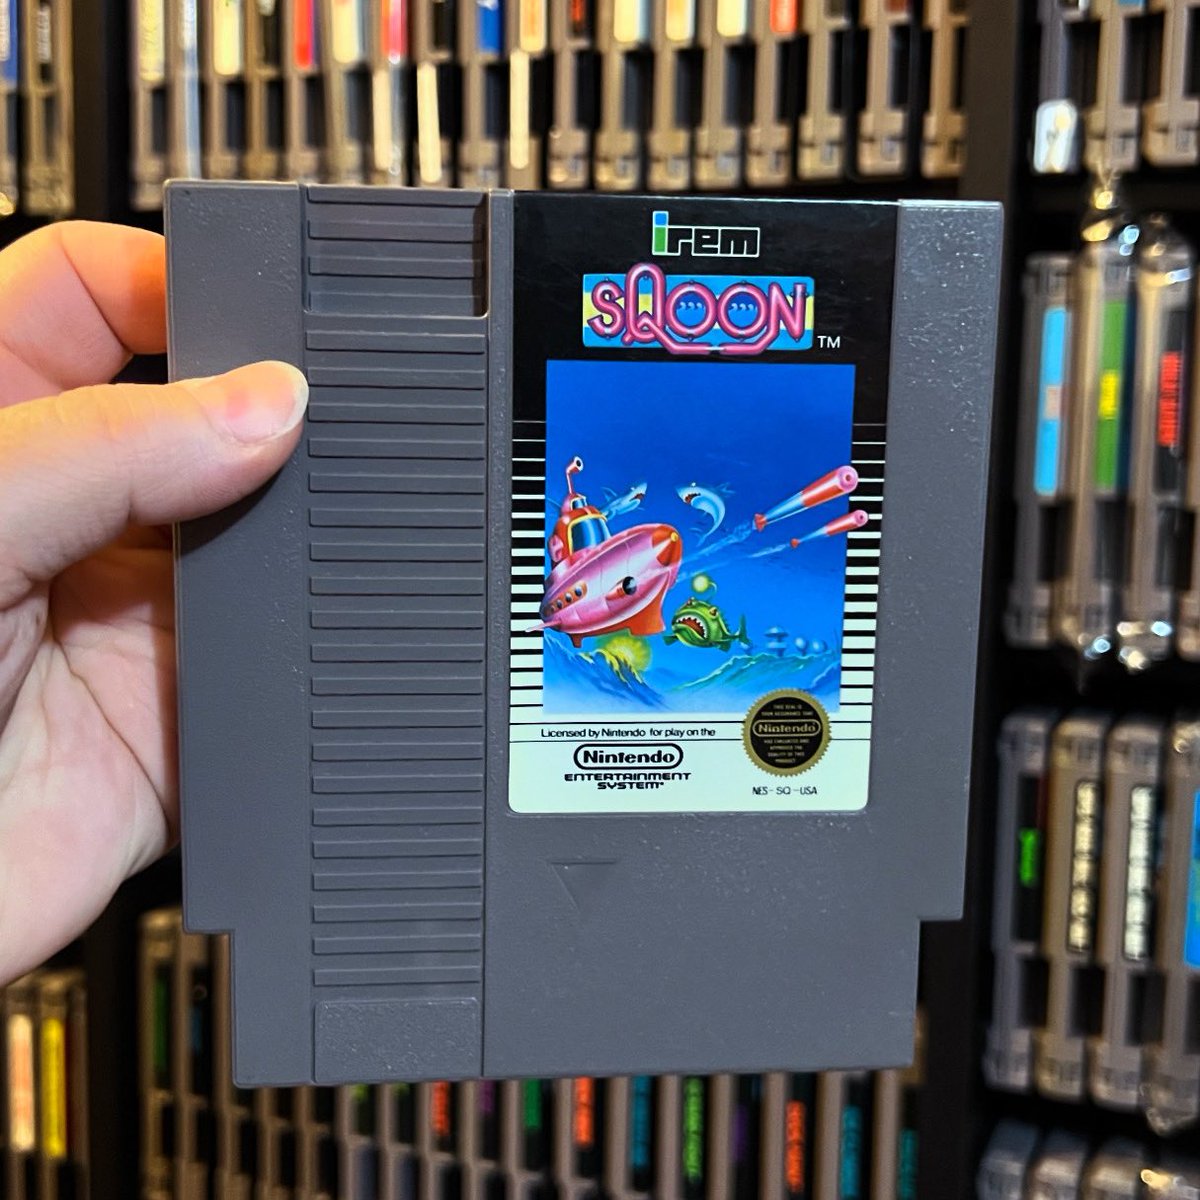 irem
SQOON
TM
Licensed by Nintendo for play on the
Nintendo
ENTERTAINMENT
SYSTEM
THIS SEAL IS
YOUR ASSURANCE THAT
Nintendo
HAS EVALUATED AND
APPROVED THE
QUALITY OF THIS
PRODUCT
NES-SQ-USA